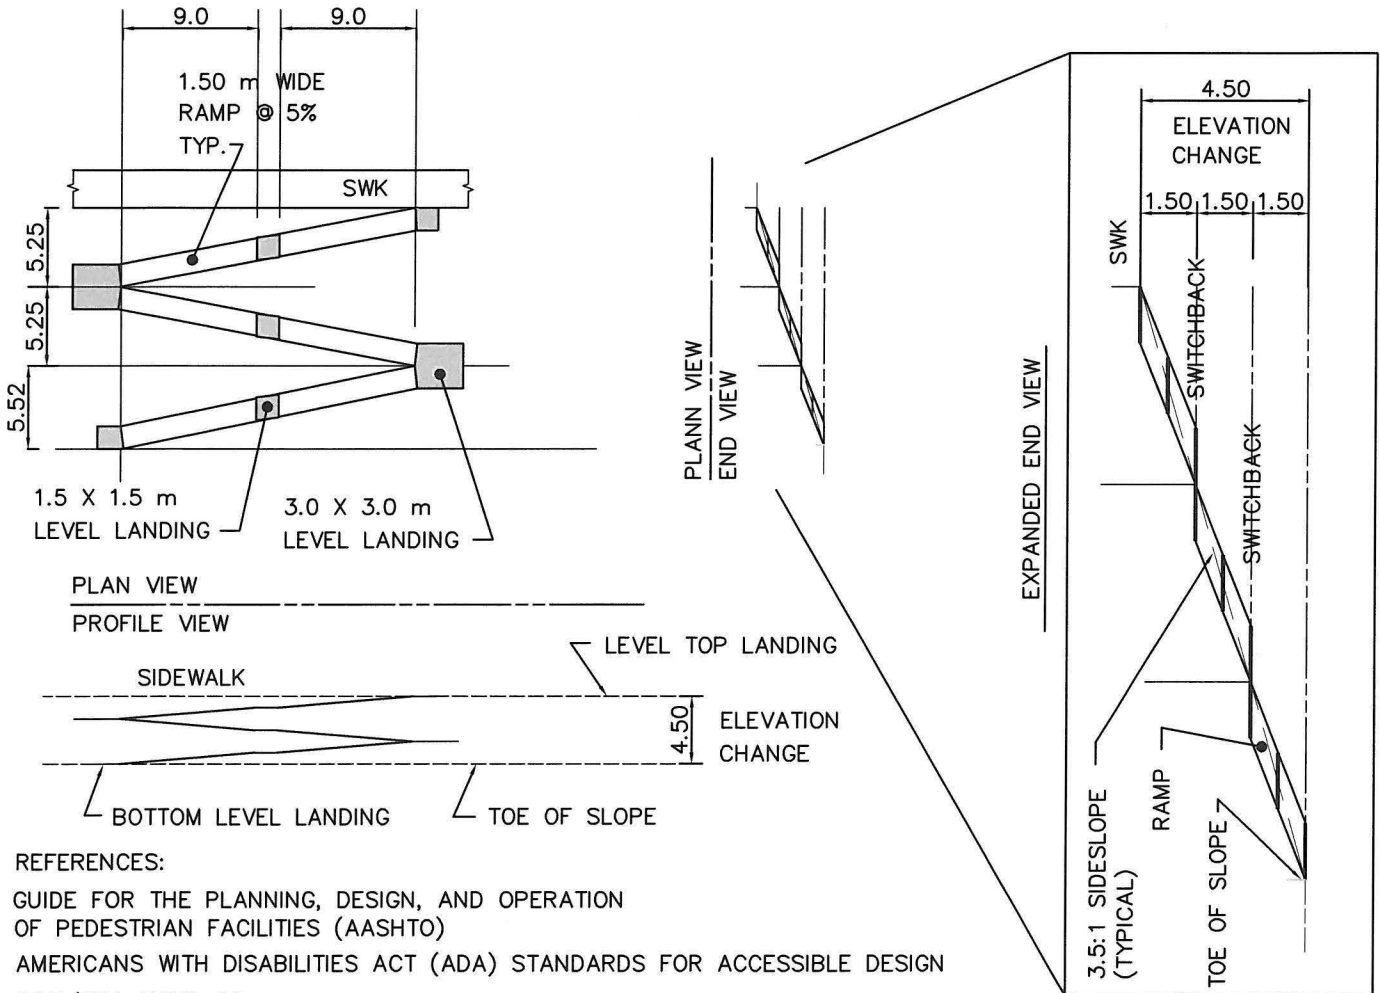 9.0
9.0
1.50 m WIDE
RAMP @ 5%
TYP.
SWK
5.25
5.25
5.52
1.5 X 1.5 m
LEVEL LANDING
3.0 X 3.0 m
LEVEL LANDING
PLAN VIEW
PROFILE VIEW
SIDEWALK
LEVEL TOP LANDING
4.50
ELEVATION
CHANGE
BOTTOM LEVEL LANDING
TOE OF SLOPE
PLANN VIEW
END VIEW
EXPANDED END VIEW
4.50
ELEVATION
CHANGE
1.50
1.50
1.50
SWK
SWITCHBACK
SWITCHBACK
3.5:1 SIDESLOPE
(TYPICAL)
RAMP
TOE OF SLOPE
REFERENCES:
GUIDE FOR THE PLANNING, DESIGN, AND OPERATION
OF PEDESTRIAN FACILITIES (AASHTO)
AMERICANS WITH DISABILITIES ACT (ADA) STANDARDS FOR ACCESSIBLE DESIGN